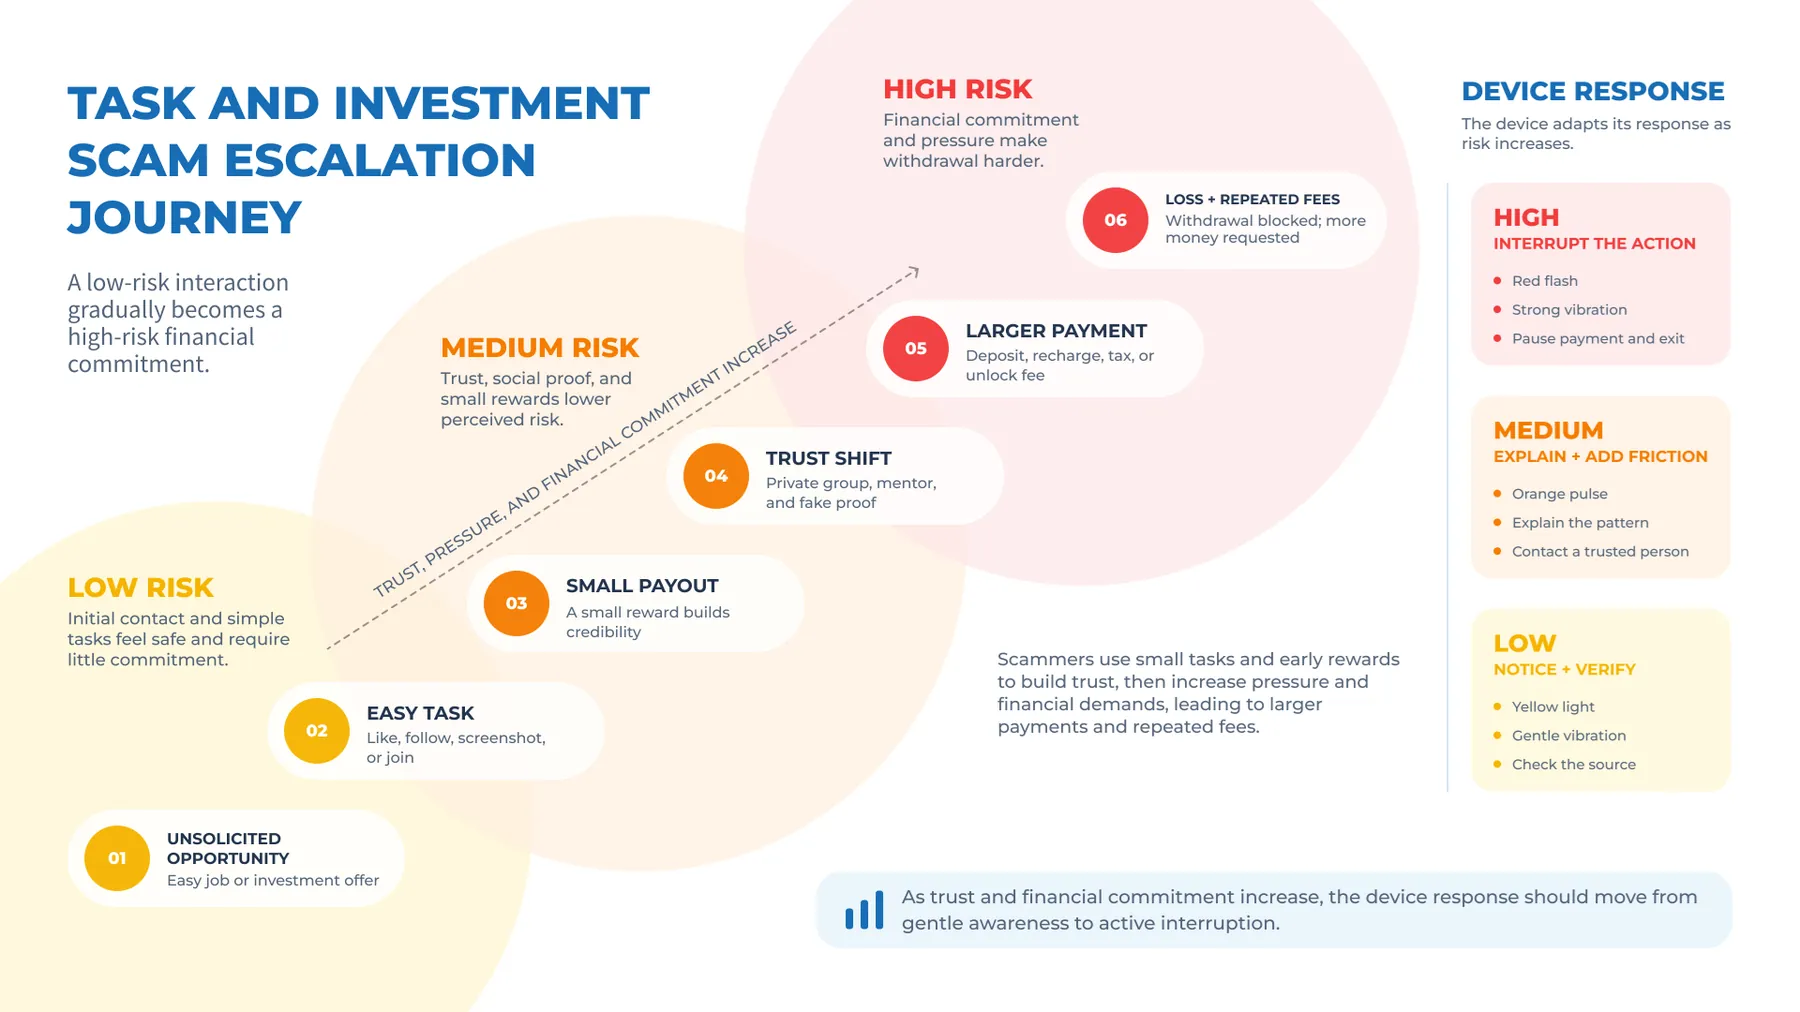 TASK AND INVESTMENT
SCAM ESCALATION
JOURNEY
A low-risk interaction
gradually becomes a
high-risk financial
commitment.
LOW RISK
Initial contact and simple
tasks feel safe and require
little commitment.
01
UNSOLICITED
OPPORTUNITY
Easy job or investment offer
02
EASY TASK
Like, follow, screenshot,
or join
MEDIUM RISK
Trust, social proof, and
small rewards lower
perceived risk.
TRUST, PRESSURE, AND FINANCIAL COMMITMENT INCREASE
03
SMALL PAYOUT
A small reward builds
credibility
04
TRUST SHIFT
Private group, mentor,
and fake proof
HIGH RISK
Financial commitment
and pressure make
withdrawal harder.
05
LARGER PAYMENT
Deposit, recharge, tax, or
unlock fee
06
LOSS + REPEATED FEES
Withdrawal blocked; more
money requested
Scammers use small tasks and early rewards
to build trust, then increase pressure and
financial demands, leading to larger
payments and repeated fees.
DEVICE RESPONSE
The device adapts its response as
risk increases.
HIGH
INTERRUPT THE ACTION
Red flash
Strong vibration
Pause payment and exit
MEDIUM
EXPLAIN + ADD FRICTION
Orange pulse
Explain the pattern
Contact a trusted person
LOW
NOTICE + VERIFY
Yellow light
Gentle vibration
Check the source
As trust and financial commitment increase, the device response should move from
gentle awareness to active interruption.